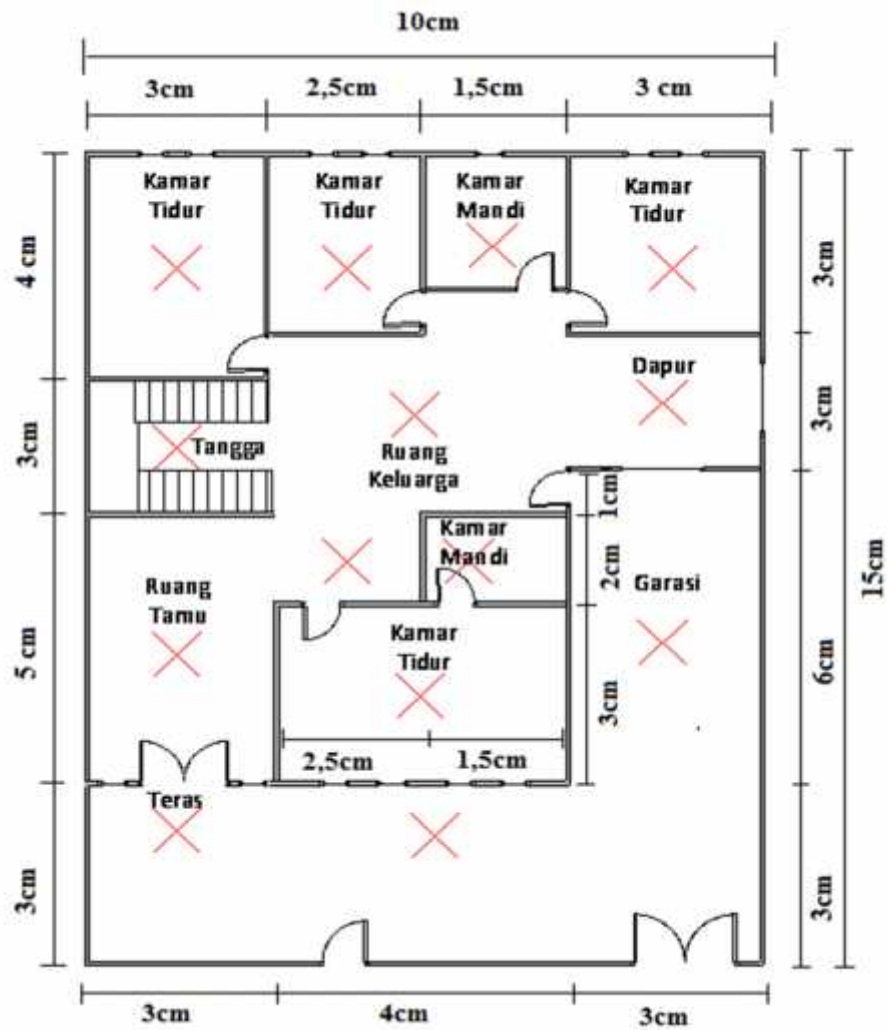 10cm
3cm
2,5cm
1,5cm
3 cm
Kamar
Tidur
Kamar
Tidur
Kamar
Mandi
Kamar
Tidur
4 cm
3cm
Dapur
3cm
3cm
Tangga
Ruang
Keluarga
1cm
Kamar
Mandi
2cm
Ruang
Tamu
Garasi
15cm
Kamar
Tidur
5 cm
6cm
3cm
2,5cm
1,5cm
Teras
3cm
3cm
3cm
4cm
3cm